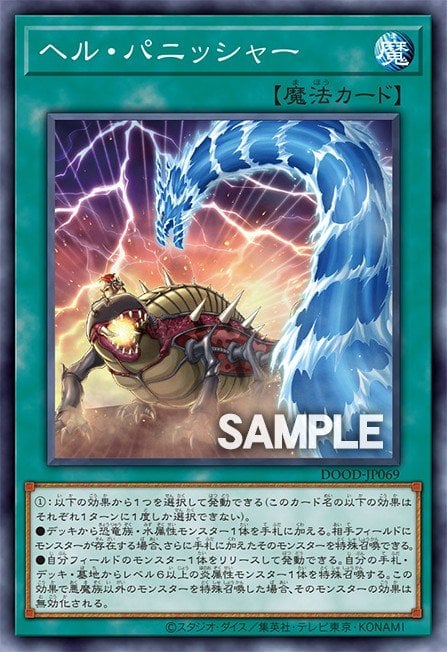 ヘル・パニッシャー
魔
【魔法カード】
SAMPLE
DOOD-JP069
①:以下の効果から1つを選択して発動できる(このカード名の以下の効果は
それぞれ1ターンに1度しか選択できない)。
●デッキから恐竜族・水属性モンスター1体を手札に加える。相手フィールドに
モンスターが存在する場合、さらに手札に加えたそのモンスターを特殊召喚できる。
●自分フィールドのモンスター1体をリリースして発動できる。自分の手札・
デッキ・墓地からレベル6以上の炎属性モンスター1体を特殊召喚する。この
効果で悪魔族以外のモンスターを特殊召喚した場合、そのモンスターの効果は
無効化される。
©スタジオ・ダイス/集英社・テレビ東京・KONAMI